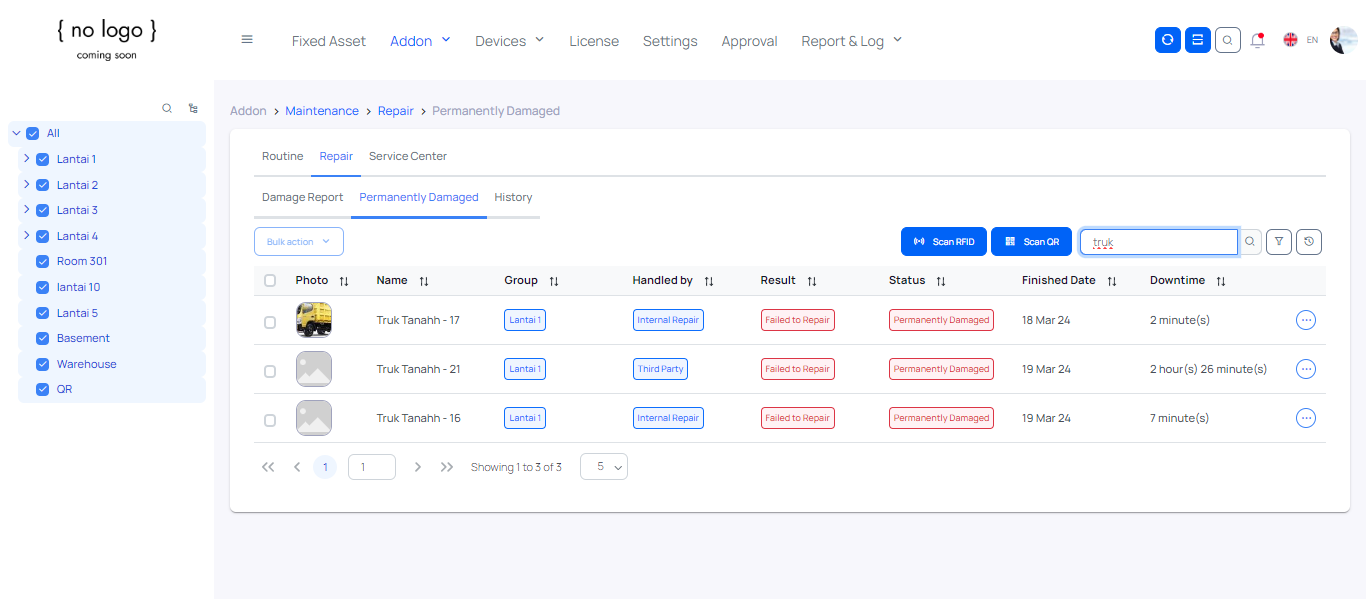 { no logo }
coming soon
Fixed Asset Addon Devices License Settings Approval Report & Log EN
All
Lantai 1
Lantai 2
Lantai 3
Lantai 4
Room 301
lantai 10
Lantai 5
Basement
Warehouse
QR
Addon > Maintenance > Repair > Permanently Damaged
Routine Repair Service Center
Damage Report Permanently Damaged History
Bulk action Scan RFID Scan QR truk
Photo Name Group Handled by Result Status Finished Date Downtime
Truk Tanahh - 17 Lantai 1 Internal Repair Failed to Repair Permanently Damaged 18 Mar 24 2 minute(s)
Truk Tanahh - 21 Lantai 1 Third Party Failed to Repair Permanently Damaged 19 Mar 24 2 hour(s) 26 minute(s)
Truk Tanahh - 16 Lantai 1 Internal Repair Failed to Repair Permanently Damaged 19 Mar 24 7 minute(s)
1 1 Showing 1 to 3 of 3 5